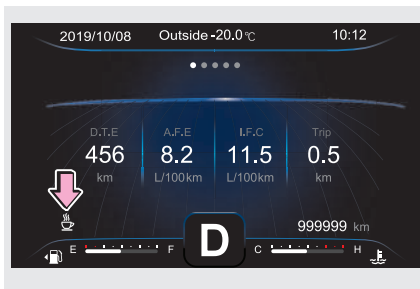 2019/10/08 Outside -20.0 ℃ 10:12
D.T.E A.F.E I.F.C Trip
456 8.2 11.5 0.5
km L/100km L/100km km
999999 km
E F D C H